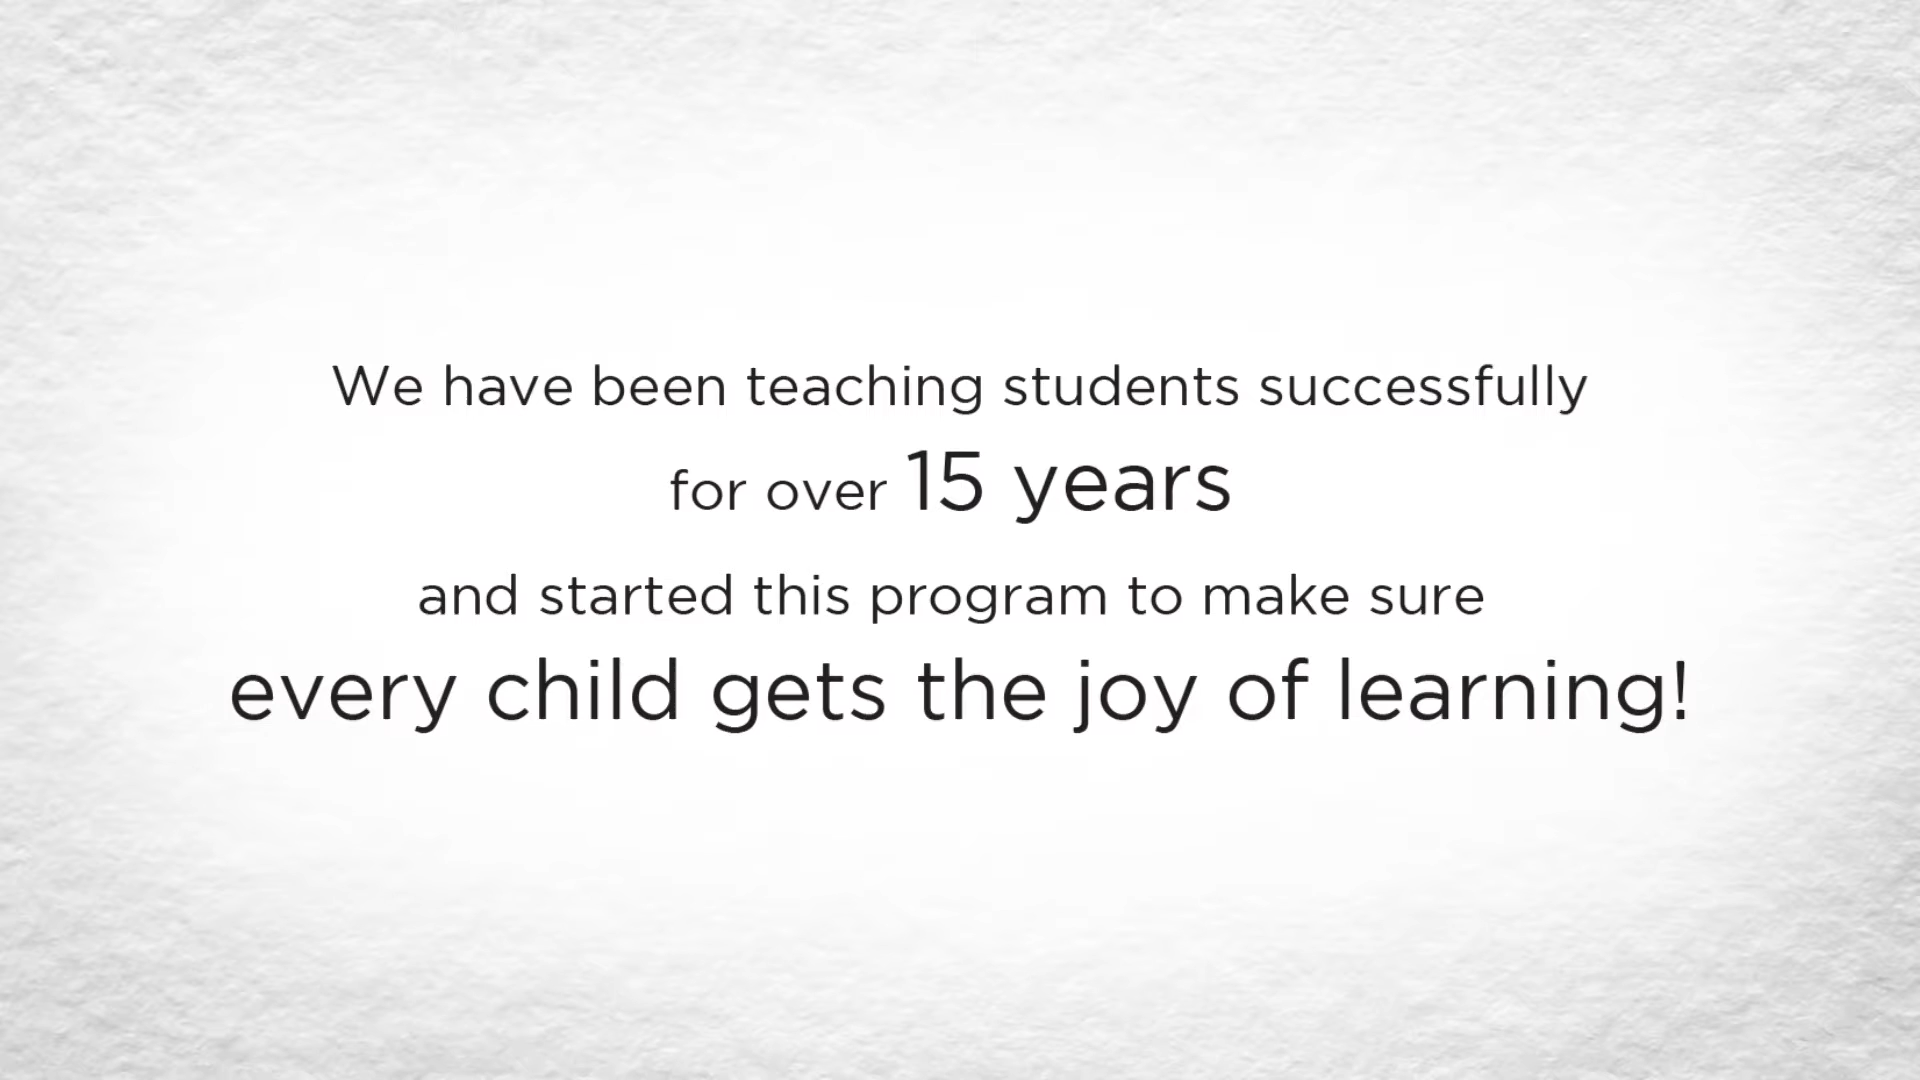 We have been teaching students successfully
for over 15 years
and started this program to make sure
every child gets the joy of learning!